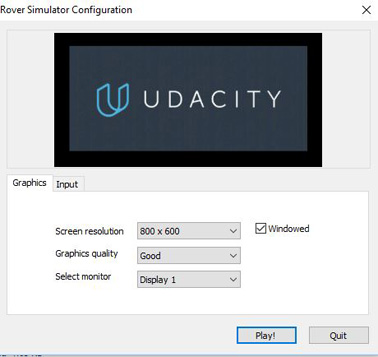 Rover Simulator Configuration
UDACITY
Graphics
Input
Screen resolution 800 x 600 Windowed
Graphics quality Good
Select monitor Display 1
Play! Quit